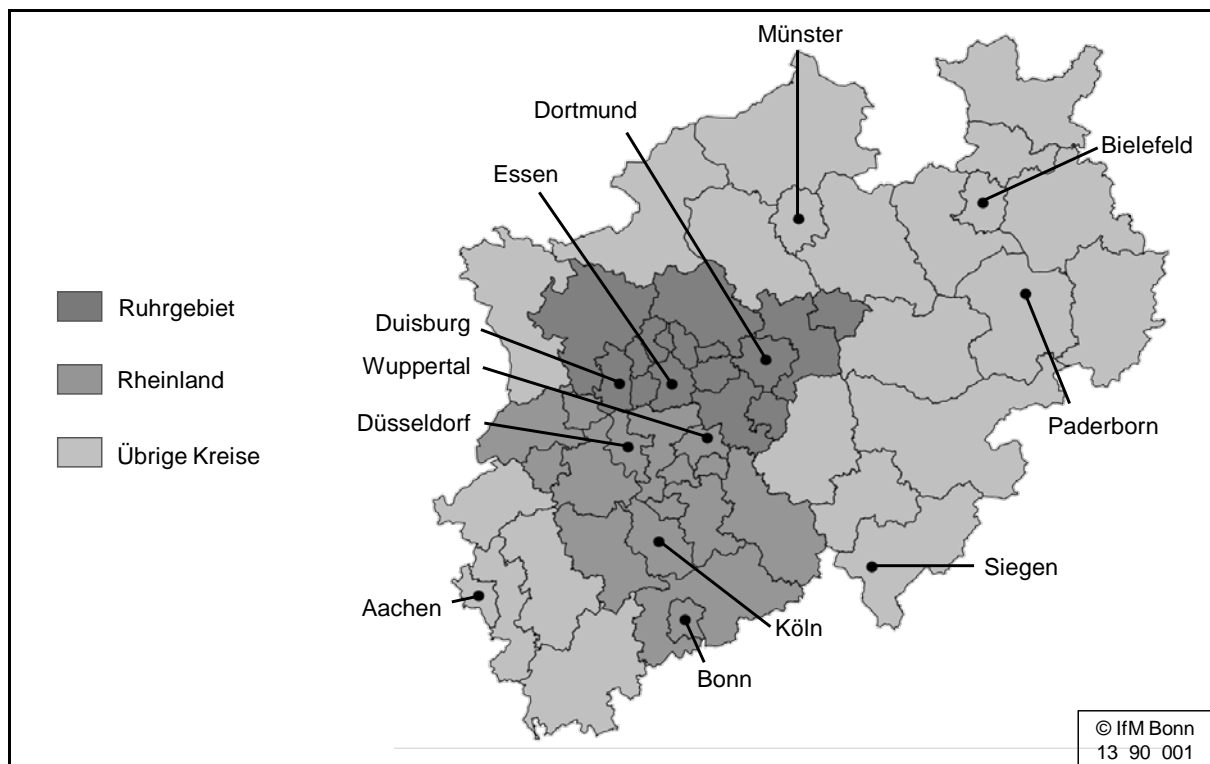 Münster
Dortmund
Bielefeld
Essen
Ruhrgebiet
Duisburg
Wuppertal
Rheinland
Düsseldorf
Paderborn
Übrige Kreise
Siegen
Aachen
Köln
Bonn
© IfM Bonn
13 90 001